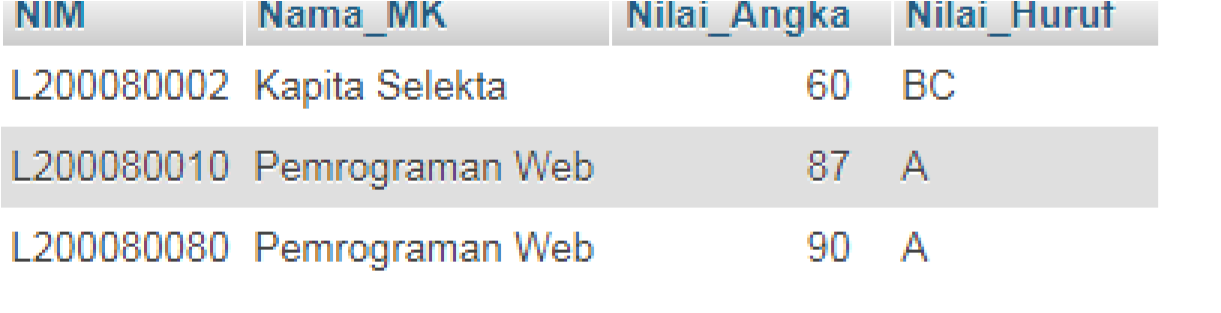 NIM Nama_MK Nilai_Angka Nilai_Huruf
L200080002 Kapita Selekta 60 BC
L200080010 Pemrograman Web 87 A
L200080080 Pemrograman Web 90 A